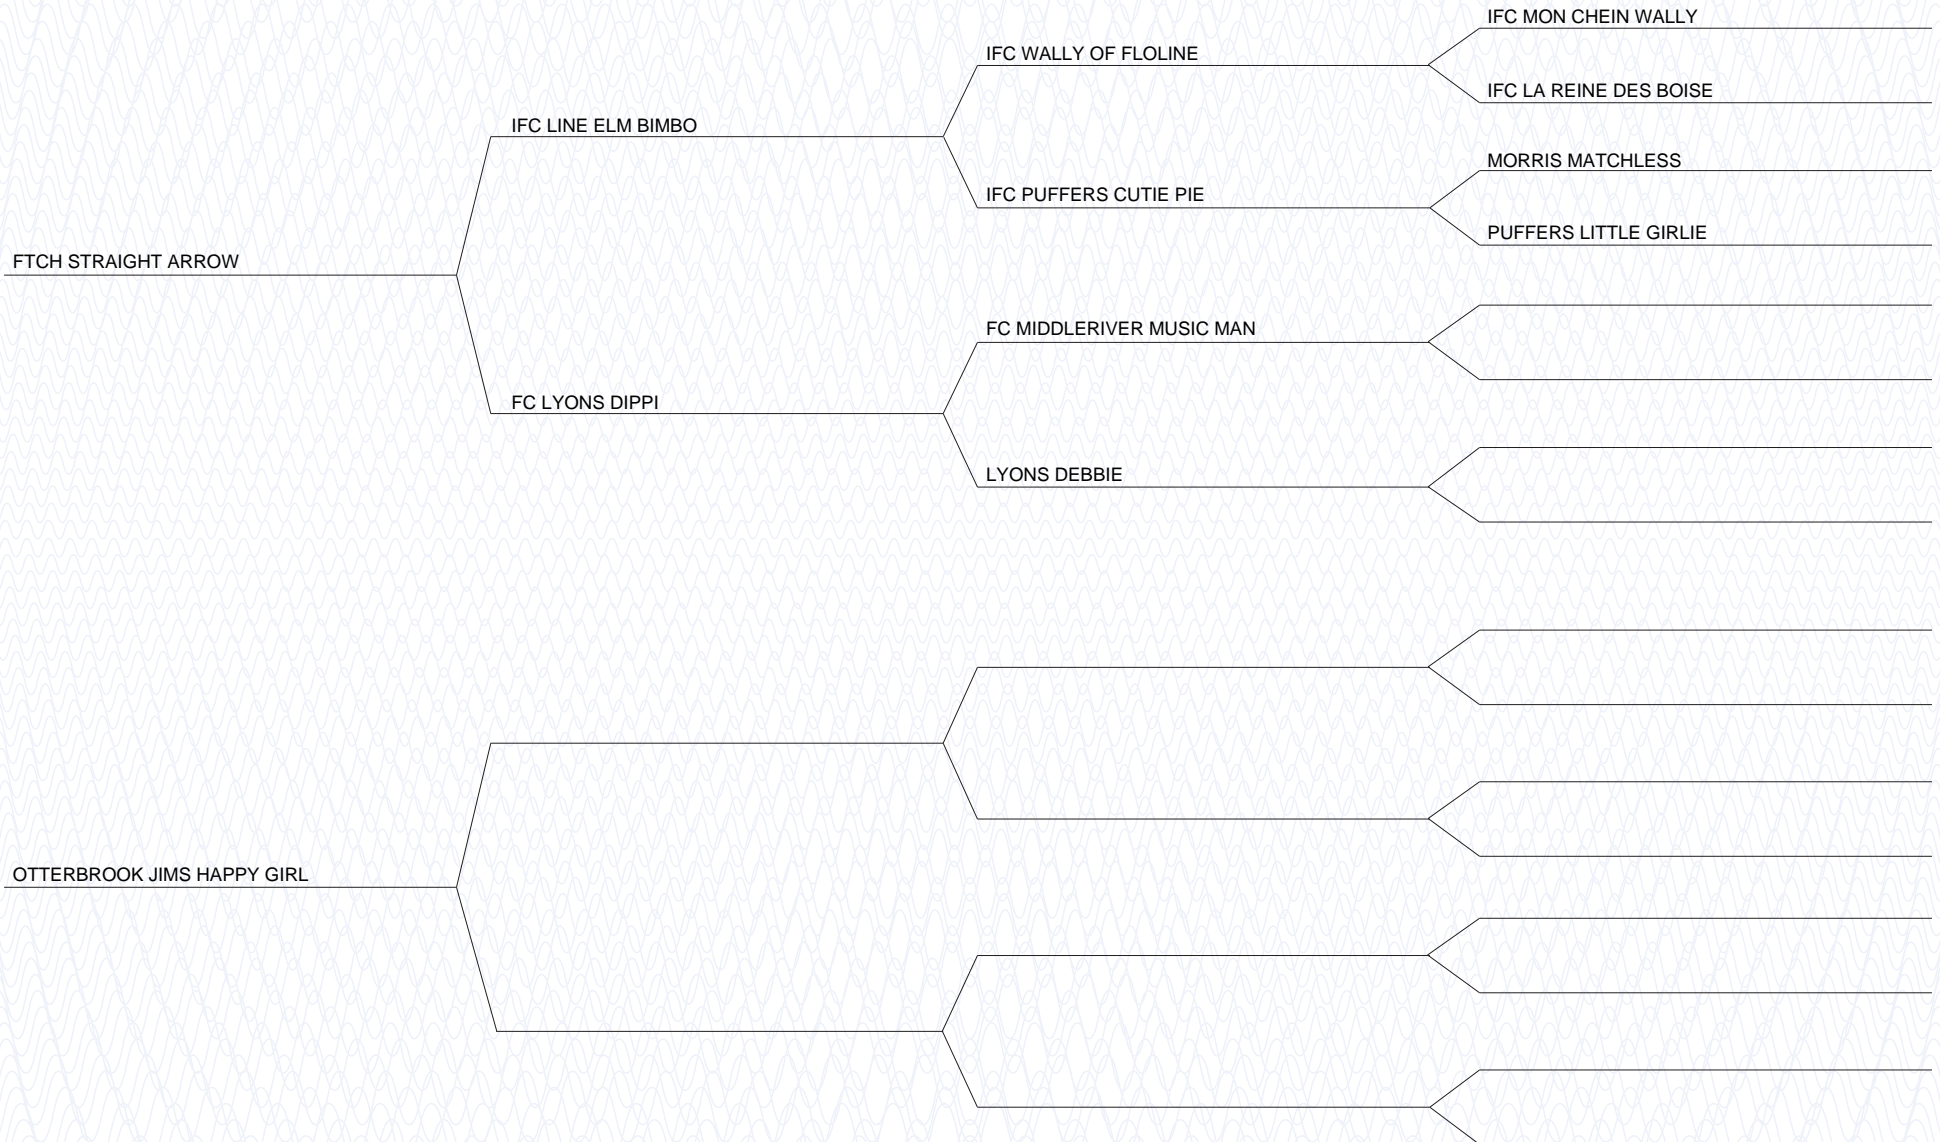 IFC MON CHEIN WALLY
IFC WALLY OF FLOLINE
IFC LA REINE DES BOISE
IFC LINE ELM BIMBO
MORRIS MATCHLESS
IFC PUFFERS CUTIE PIE
PUFFERS LITTLE GIRLIE
FTCH STRAIGHT ARROW
FC MIDDLERIVER MUSIC MAN
FC LYONS DIPPI
LYONS DEBBIE
OTTERBROOK JIMS HAPPY GIRL